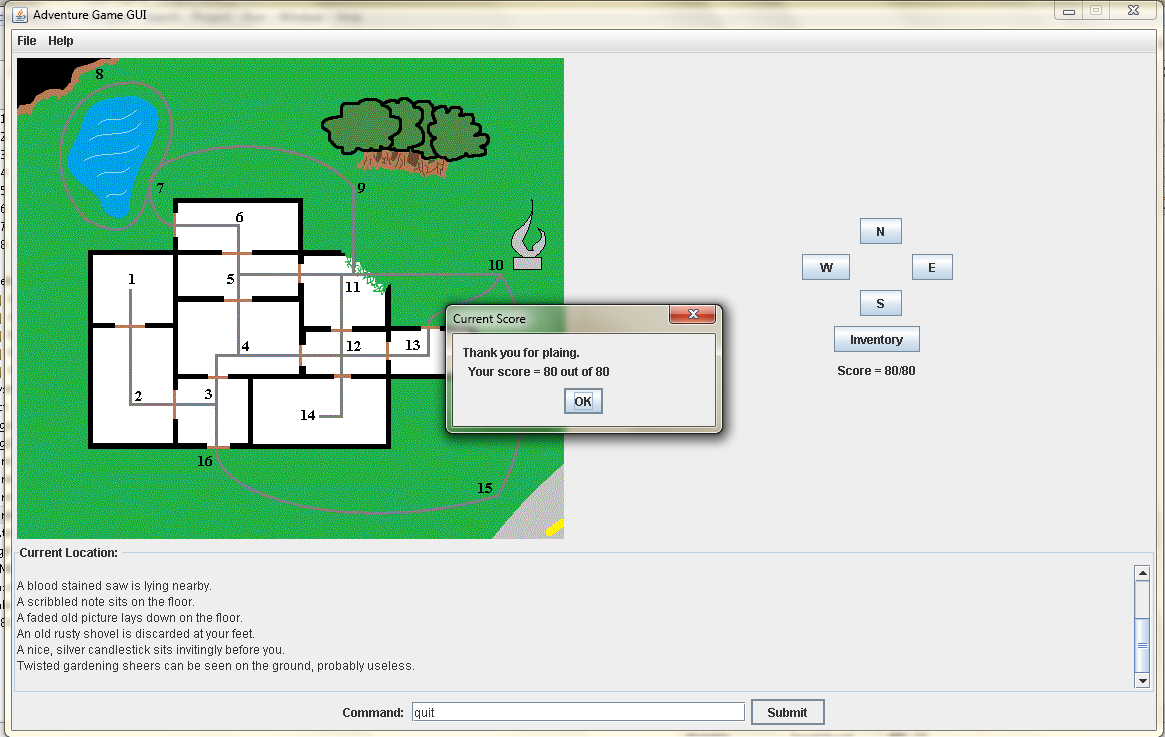 Adventure Game GUI
File Help
8
7
9
6
10
1
5
11
4
12
13
2
3
14
16
15
N
W
E
S
Inventory
Score = 80/80
Current Score
Thank you for plaing.
Your score = 80 out of 80
OK
Current Location:
A blood stained saw is lying nearby.
A scribbled note sits on the floor.
A faded old picture lays down on the floor.
An old rusty shovel is discarded at your feet.
A nice, silver candlestick sits invitingly before you.
Twisted gardening sheers can be seen on the ground, probably useless.
Command: quit Submit